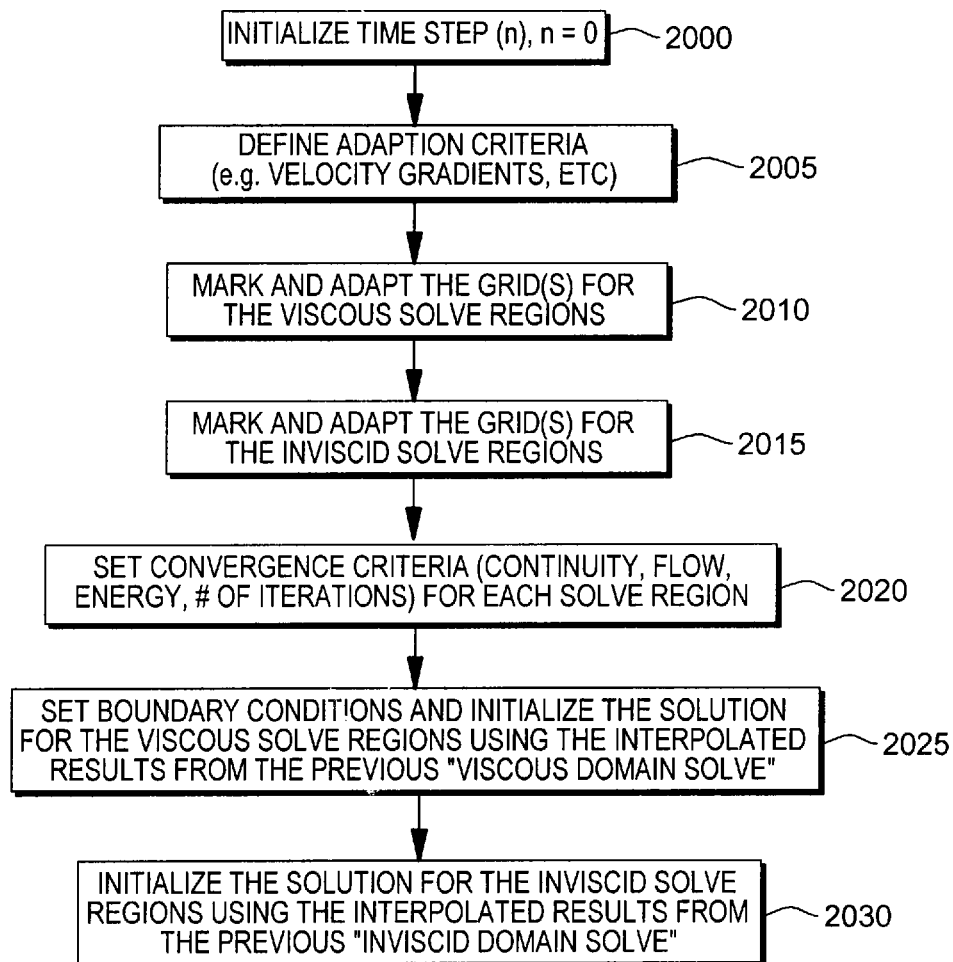 INITIALIZE TIME STEP (n), n = 0
2000
DEFINE ADAPTION CRITERIA
(e.g. VELOCITY GRADIENTS, ETC)
2005
MARK AND ADAPT THE GRID(S) FOR
THE VISCOUS SOLVE REGIONS
2010
MARK AND ADAPT THE GRID(S) FOR
THE INVISCID SOLVE REGIONS
2015
SET CONVERGENCE CRITERIA (CONTINUITY, FLOW,
ENERGY, # OF ITERATIONS) FOR EACH SOLVE REGION
2020
SET BOUNDARY CONDITIONS AND INITIALIZE THE SOLUTION
FOR THE VISCOUS SOLVE REGIONS USING THE INTERPOLATED
RESULTS FROM THE PREVIOUS "VISCOUS DOMAIN SOLVE"
2025
INITIALIZE THE SOLUTION FOR THE INVISCID SOLVE
REGIONS USING THE INTERPOLATED RESULTS FROM
THE PREVIOUS "INVISCID DOMAIN SOLVE"
2030